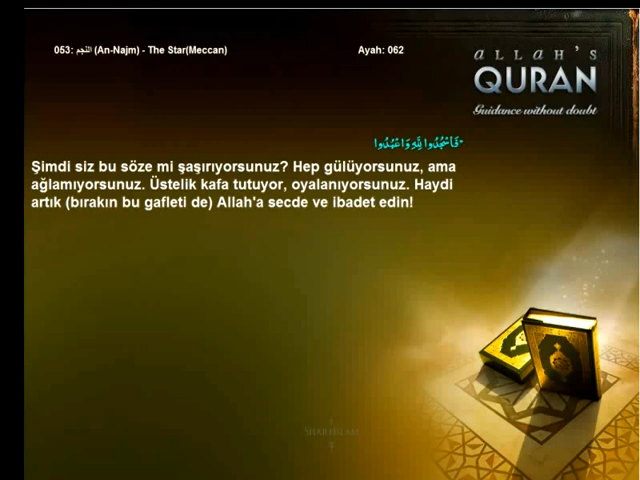 053: النجم (An-Najm) - The Star(Meccan) Ayah: 062
ALLAH'S
QURAN
Guidance without doubt
فَاسْجُدُوا لِلَّهِ وَاعْبُدُوا
Şimdi siz bu söze mi şaşırıyorsunuz? Hep gülüyorsunuz, ama
ağlamıyorsunuz. Üstelik kafa tutuyor, oyalanıyorsunuz. Haydi
artık (bırakın bu gafleti de) Allah'a secde ve ibadet edin!